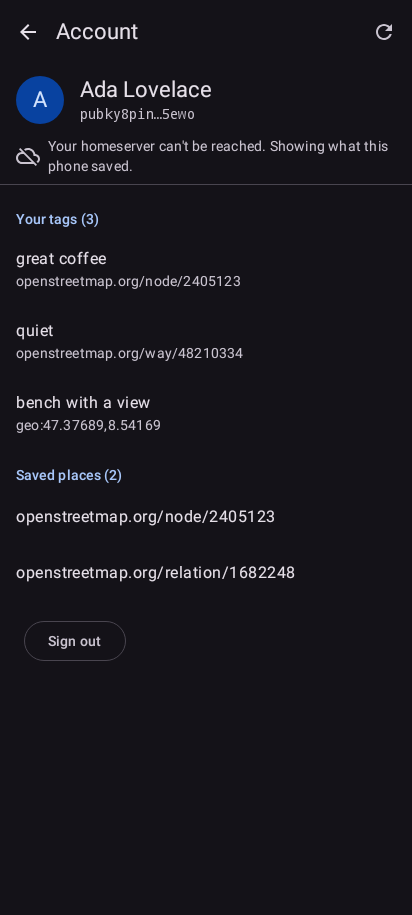 Account
A
Ada Lovelace
pubky8pin…5ewo
Your homeserver can't be reached. Showing what this
phone saved.
Your tags (3)
great coffee
openstreetmap.org/node/2405123
quiet
openstreetmap.org/way/48210334
bench with a view
geo:47.37689,8.54169
Saved places (2)
openstreetmap.org/node/2405123
openstreetmap.org/relation/1682248
Sign out